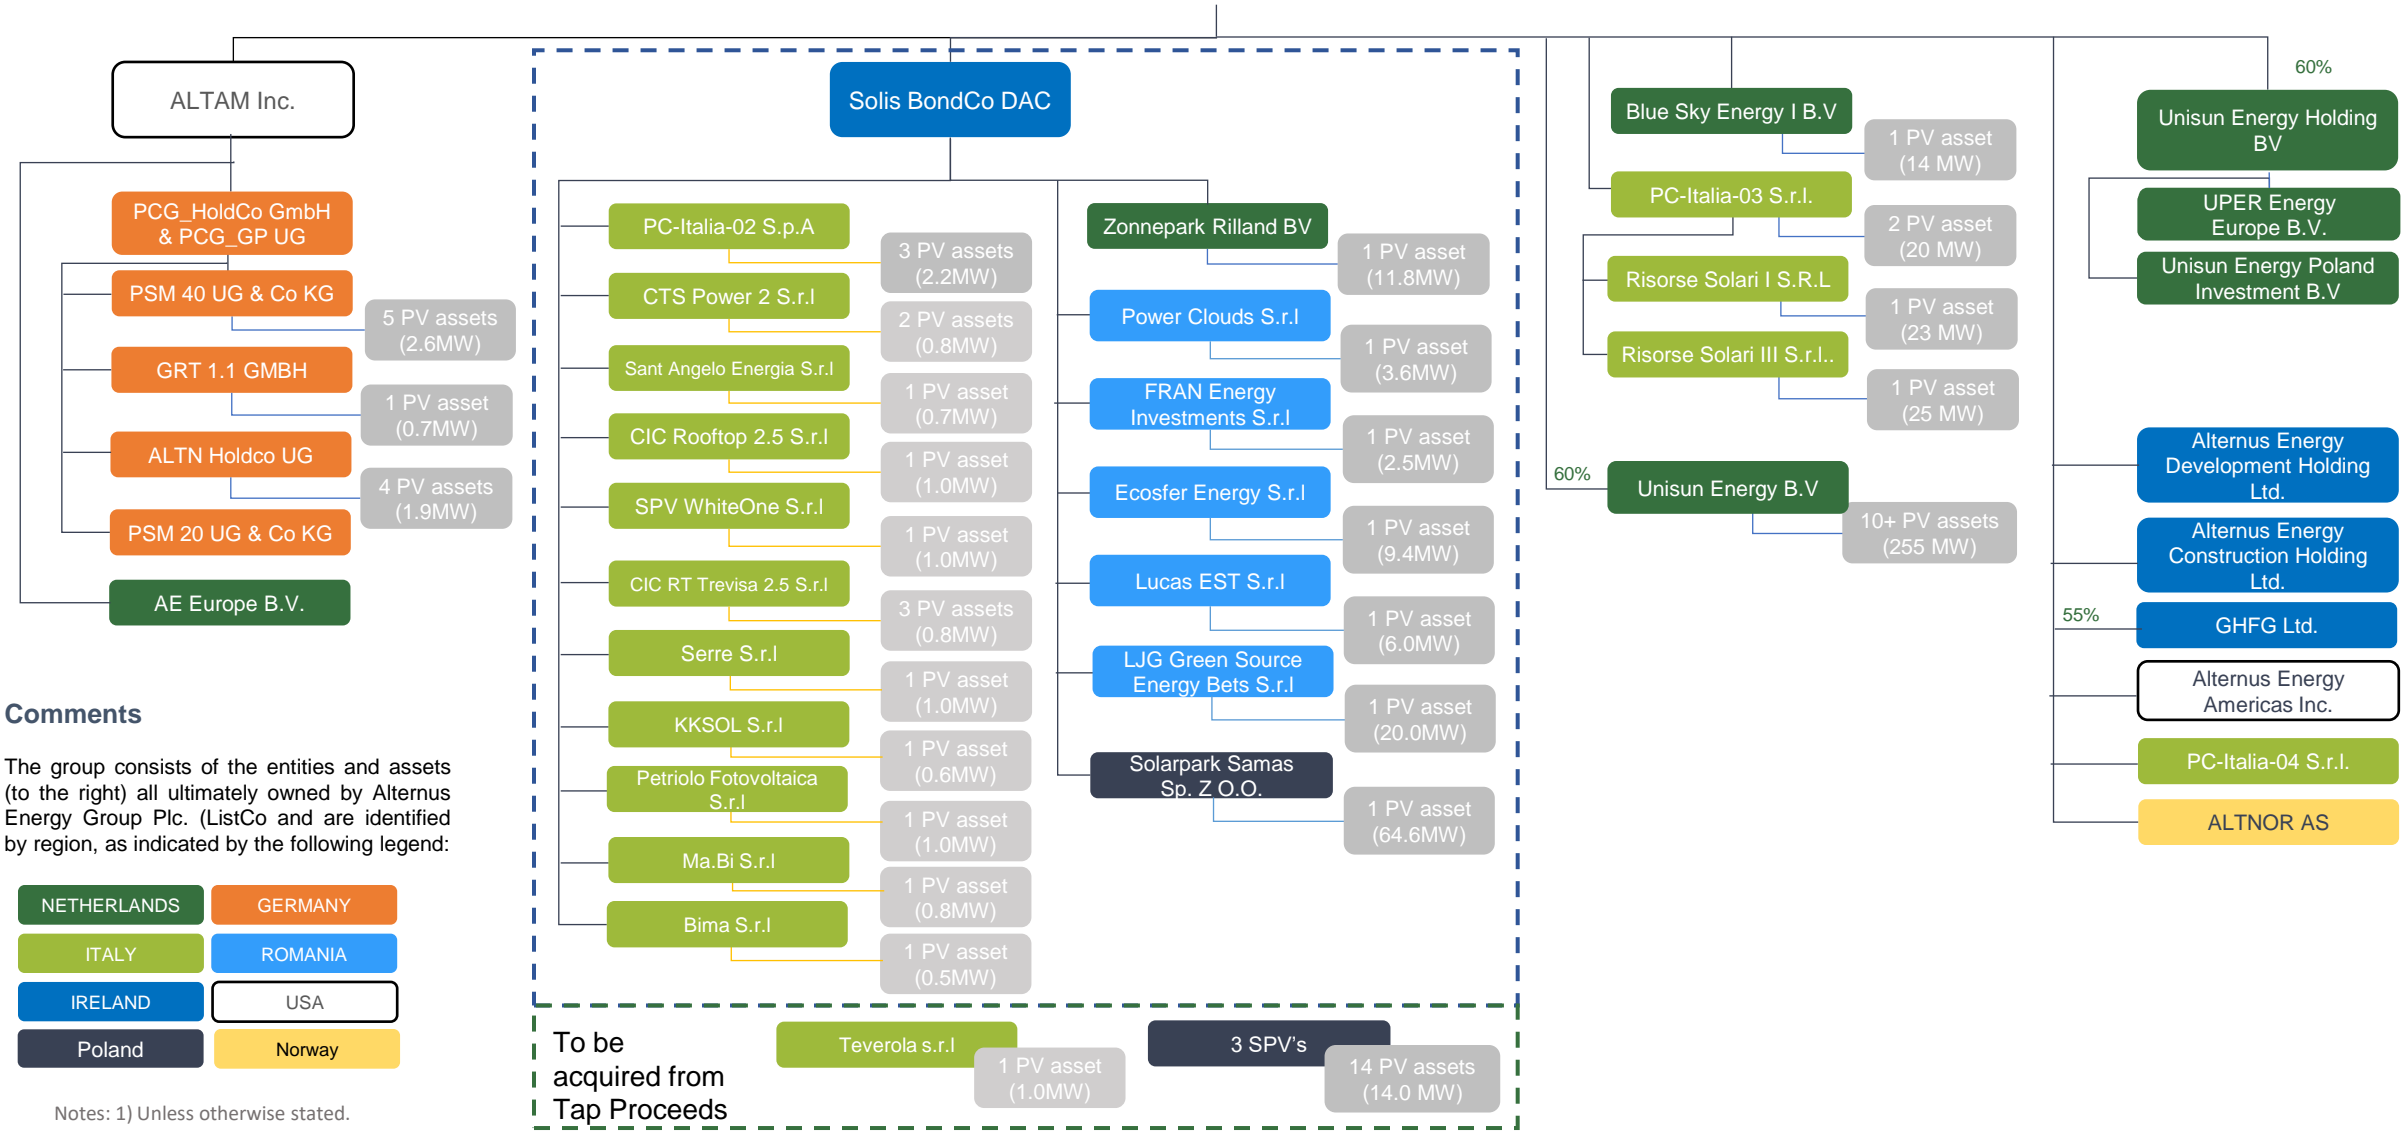 ALTAM Inc.
PCG_HoldCo GmbH
& PCG_GP UG
PSM 40 UG & Co KG
5 PV assets
(2.6MW)
GRT 1.1 GMBH
1 PV asset
(0.7MW)
ALTN Holdco UG
4 PV assets
(1.9MW)
PSM 20 UG & Co KG
AE Europe B.V.
Comments
The group consists of the entities and assets
(to the right) all ultimately owned by Alternus
Energy Group Plc. (ListCo and are identified
by region, as indicated by the following legend:
NETHERLANDS
GERMANY
ITALY
ROMANIA
IRELAND
USA
Poland
Norway
Notes: 1) Unless otherwise stated.
Solis BondCo DAC
PC-Italia-02 S.p.A
3 PV assets
(2.2MW)
CTS Power 2 S.r.l
2 PV assets
(0.8MW)
Sant Angelo Energia S.r.l
1 PV asset
(0.7MW)
CIC Rooftop 2.5 S.r.l
1 PV asset
(1.0MW)
SPV WhiteOne S.r.l
1 PV asset
(1.0MW)
CIC RT Trevisa 2.5 S.r.l
3 PV assets
(0.8MW)
Serre S.r.l
1 PV asset
(1.0MW)
KKSOL S.r.l
1 PV asset
(0.6MW)
Petriolo Fotovoltaica
S.r.l
1 PV asset
(1.0MW)
Ma.Bi S.r.l
1 PV asset
(0.8MW)
Bima S.r.l
1 PV asset
(0.5MW)
Zonnepark Rilland BV
1 PV asset
(11.8MW)
Power Clouds S.r.l
1 PV asset
(3.6MW)
FRAN Energy
Investments S.r.l
1 PV asset
(2.5MW)
Ecosfer Energy S.r.l
1 PV asset
(9.4MW)
Lucas EST S.r.l
1 PV asset
(6.0MW)
LJG Green Source
Energy Bets S.r.l
1 PV asset
(20.0MW)
Solarpark Samas
Sp. Z O.O.
1 PV asset
(64.6MW)
To be
acquired from
Tap Proceeds
Teverola s.r.l
1 PV asset
(1.0MW)
3 SPV's
14 PV assets
(14.0 MW)
Blue Sky Energy I B.V
1 PV asset
(14 MW)
PC-Italia-03 S.r.l.
2 PV asset
(20 MW)
Risorse Solari I S.R.L
1 PV asset
(23 MW)
Risorse Solari III S.r.l..
1 PV asset
(25 MW)
60%
Unisun Energy B.V
10+ PV assets
(255 MW)
60%
Unisun Energy Holding
BV
UPER Energy
Europe B.V.
Unisun Energy Poland
Investment B.V
Alternus Energy
Development Holding
Ltd.
Alternus Energy
Construction Holding
Ltd.
55%
GHFG Ltd.
Alternus Energy
Americas Inc.
PC-Italia-04 S.r.l.
ALTNOR AS